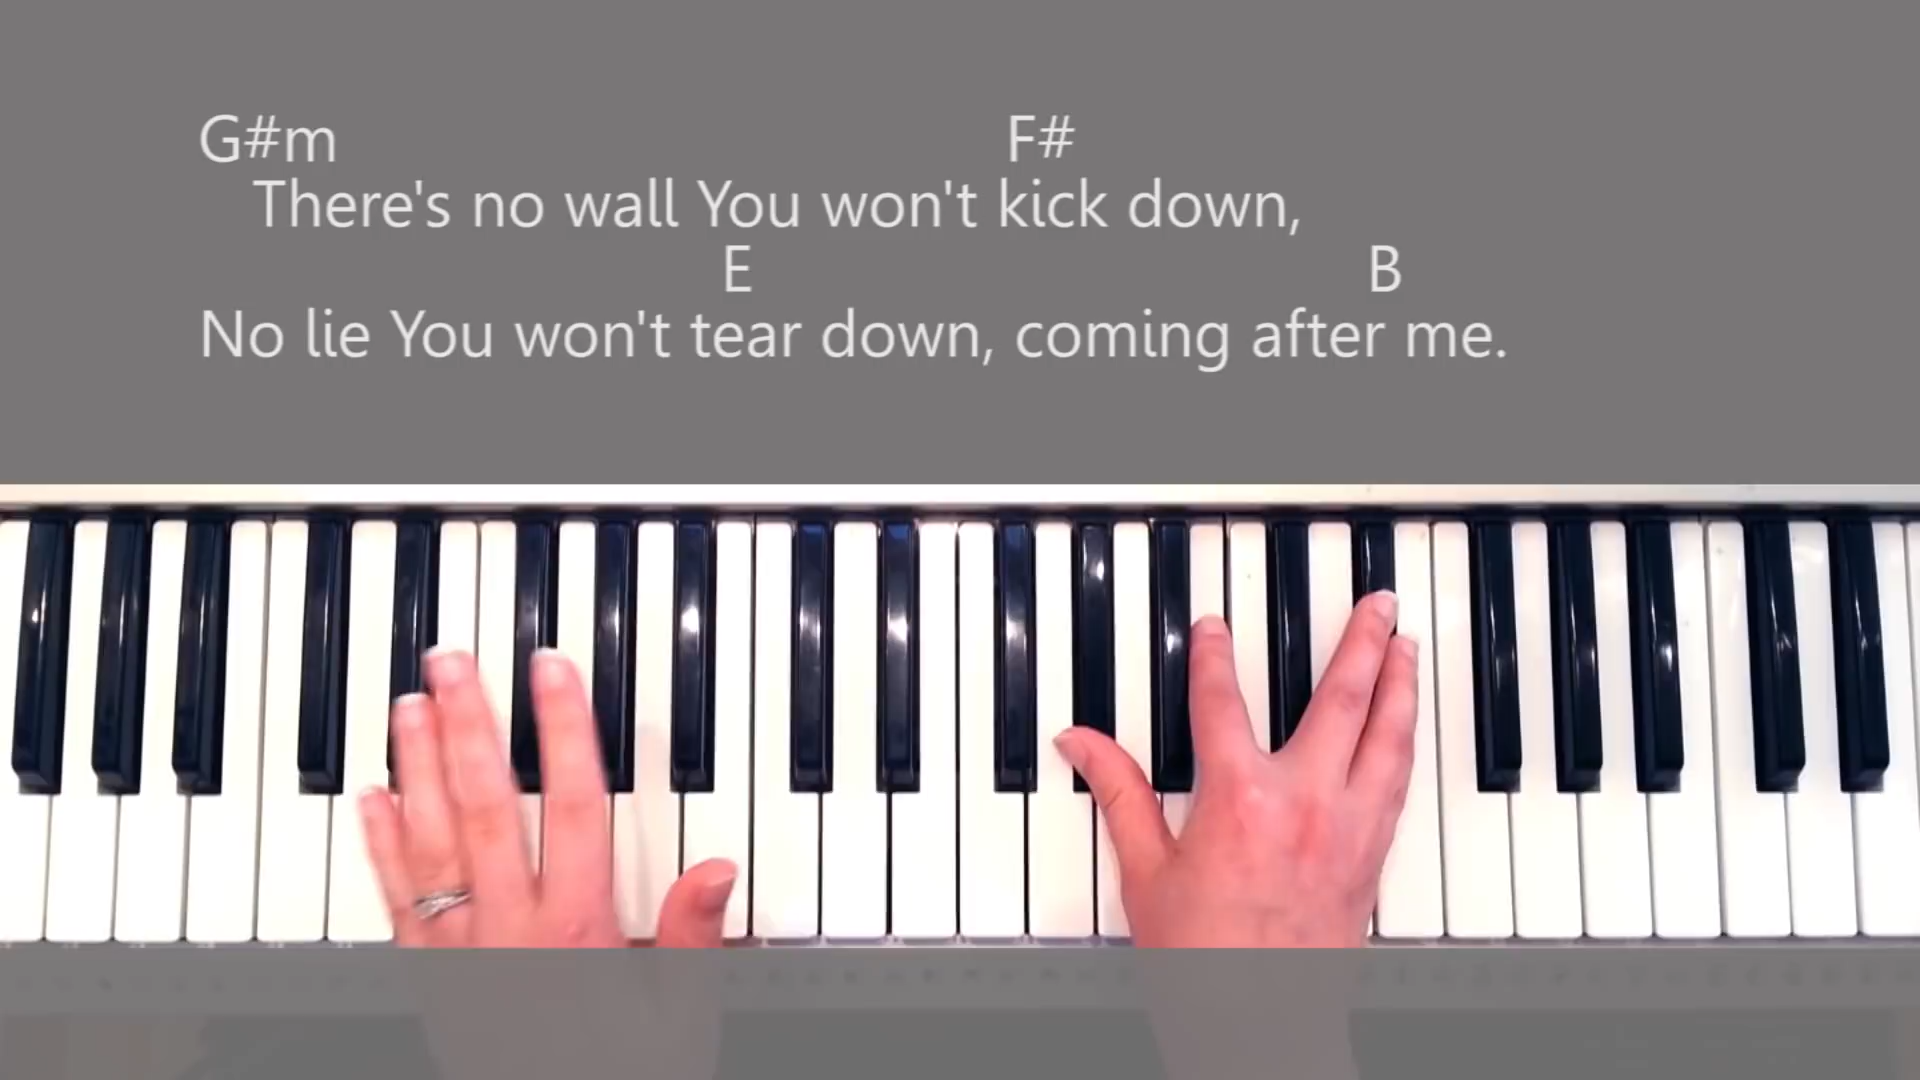 G#m F#
There's no wall You won't kick down,
E B
No lie You won't tear down, coming after me.